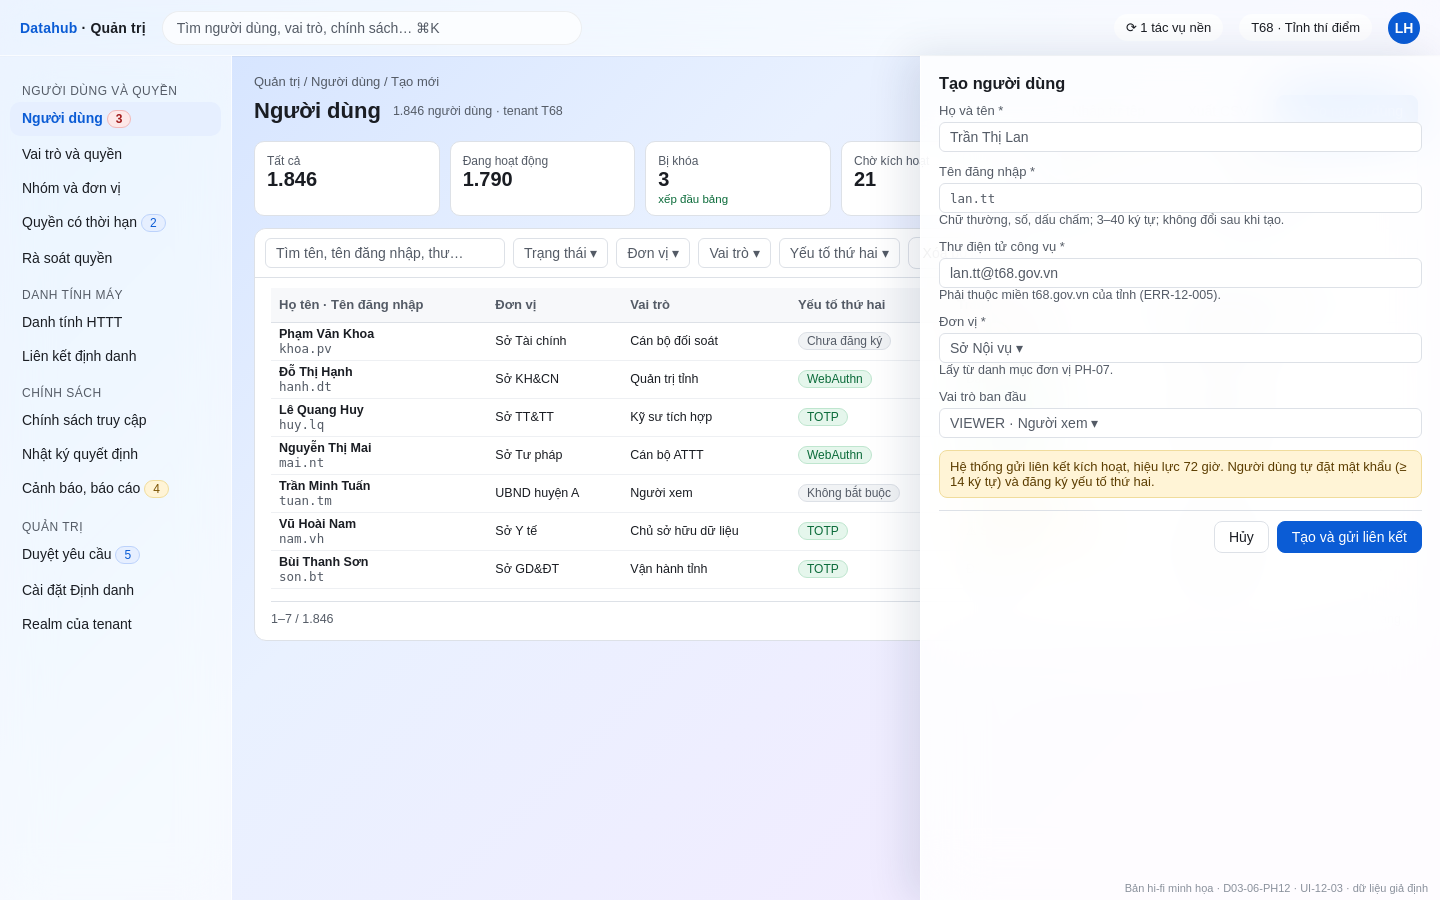 Datahub · Quản trị
Tìm người dùng, vai trò, chính sách… ⌘K
⟳ 1 tác vụ nền
T68 · Tỉnh thí điểm
LH
NGƯỜI DÙNG VÀ QUYỀN
Người dùng 3
Vai trò và quyền
Nhóm và đơn vị
Quyền có thời hạn 2
Rà soát quyền
DANH TÍNH MÁY
Danh tính HTTT
Liên kết định danh
CHÍNH SÁCH
Chính sách truy cập
Nhật ký quyết định
Cảnh báo, báo cáo 4
QUẢN TRỊ
Duyệt yêu cầu 5
Cài đặt Định danh
Realm của tenant
Quản trị / Người dùng / Tạo mới
Người dùng 1.846 người dùng · tenant T68
Tất cả
1.846
Đang hoạt động
1.790
Bị khóa
3
xếp đầu bảng
Chờ kích hoạt
21
Tìm tên, tên đăng nhập, thư… Trạng thái ▾ Đơn vị ▾ Vai trò ▾ Yếu tố thứ hai ▾
Họ tên · Tên đăng nhập Đơn vị Vai trò Yếu tố thứ hai
Phạm Văn Khoa
khoa.pv
Sở Tài chính Cán bộ đối soát Chưa đăng ký
Đỗ Thị Hạnh
hanh.dt
Sở KH&CN Quản trị tỉnh WebAuthn
Lê Quang Huy
huy.lq
Sở TT&TT Kỹ sư tích hợp TOTP
Nguyễn Thị Mai
mai.nt
Sở Tư pháp Cán bộ ATTT WebAuthn
Trần Minh Tuấn
tuan.tm
UBND huyện A Người xem Không bắt buộc
Vũ Hoài Nam
nam.vh
Sở Y tế Chủ sở hữu dữ liệu TOTP
Bùi Thanh Sơn
son.bt
Sở GD&ĐT Vận hành tỉnh TOTP
1–7 / 1.846
Tạo người dùng
Họ và tên *
Trần Thị Lan
Tên đăng nhập *
lan.tt
Chữ thường, số, dấu chấm; 3–40 ký tự; không đổi sau khi tạo.
Thư điện tử công vụ *
lan.tt@t68.gov.vn
Phải thuộc miền t68.gov.vn của tỉnh (ERR-12-005).
Đơn vị *
Sở Nội vụ ▾
Lấy từ danh mục đơn vị PH-07.
Vai trò ban đầu
VIEWER · Người xem ▾
Hệ thống gửi liên kết kích hoạt, hiệu lực 72 giờ. Người dùng tự đặt mật khẩu (≥
14 ký tự) và đăng ký yếu tố thứ hai.
Hủy
Tạo và gửi liên kết
Bản hi-fi minh họa · D03-06-PH12 · UI-12-03 · dữ liệu giả định